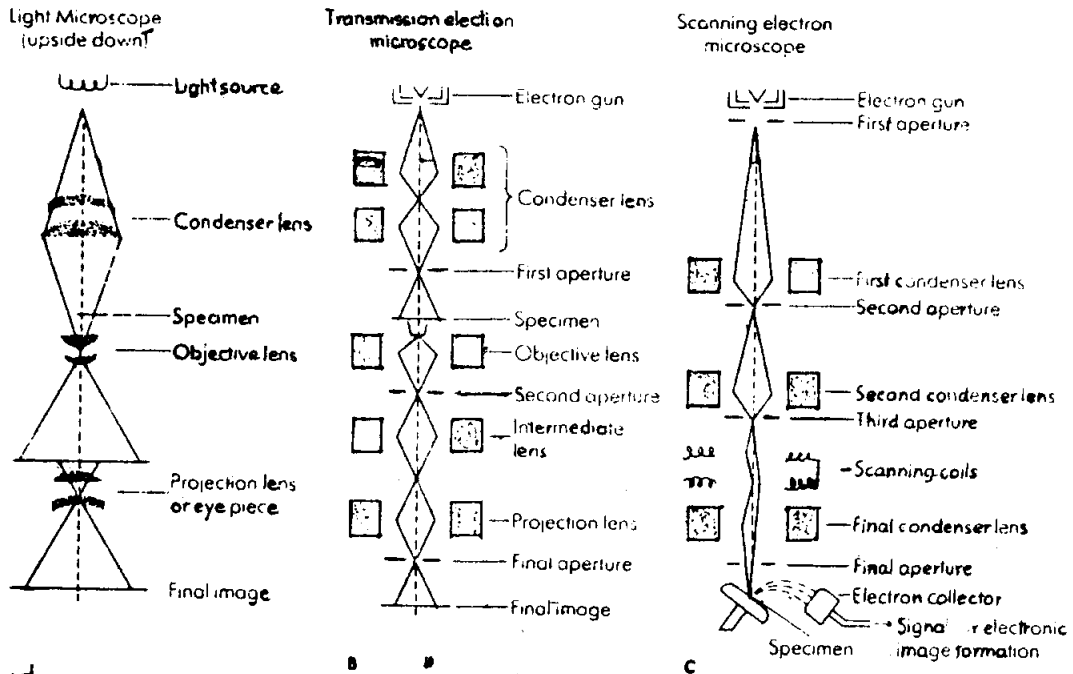 Light Microscope
(upside down)
Lightsource
Condenser lens
Specimen
Objective lens
Projection lens
or eye piece
Final image
Transmission election
microscope
Electron gun
Condenser lens
First aperture
Specimen
Objective lens
Second aperture
Intermediate
lens
Projection lens
Final aperture
Final image
B
Scanning electron
microscope
Electron gun
First aperture
First condenser lens
Second aperture
Second condenser lens
Third aperture
Scanning coils
Final condenser lens
Final aperture
Electron collector
Signal electronic
image formation
Specimen
C